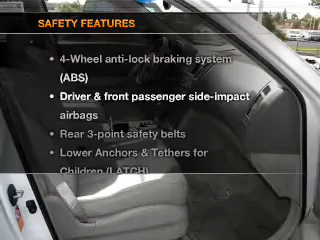 SAFETY FEATURES
• 4-Wheel anti-lock braking system
(ABS)
• Driver & front passenger side-impact
airbags
• Rear 3-point safety belts
• Lower Anchors & Tethers for
Children (LATCH)